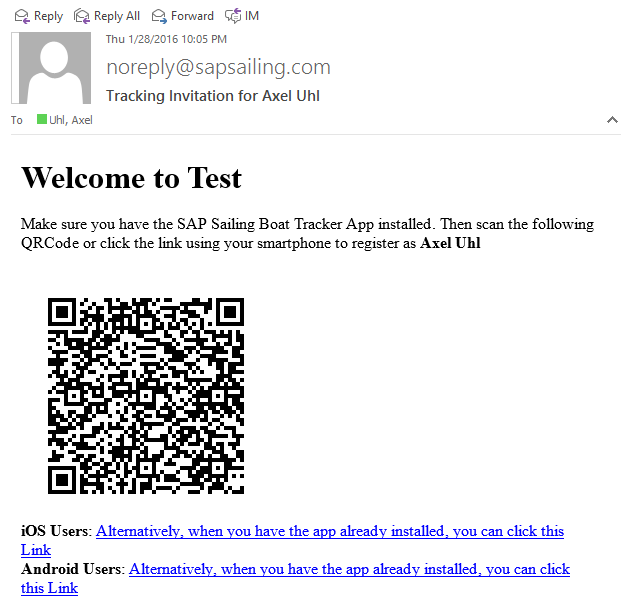 Reply Reply All Forward IM
Thu 1/28/2016 10:05 PM
noreply@sapsailing.com
Tracking Invitation for Axel Uhl
To Uhl, Axel
Welcome to Test
Make sure you have the SAP Sailing Boat Tracker App installed. Then scan the following
QRCode or click the link using your smartphone to register as Axel Uhl
iOS Users: Alternatively, when you have the app already installed, you can click this
Link
Android Users: Alternatively, when you have the app already installed, you can click
this Link